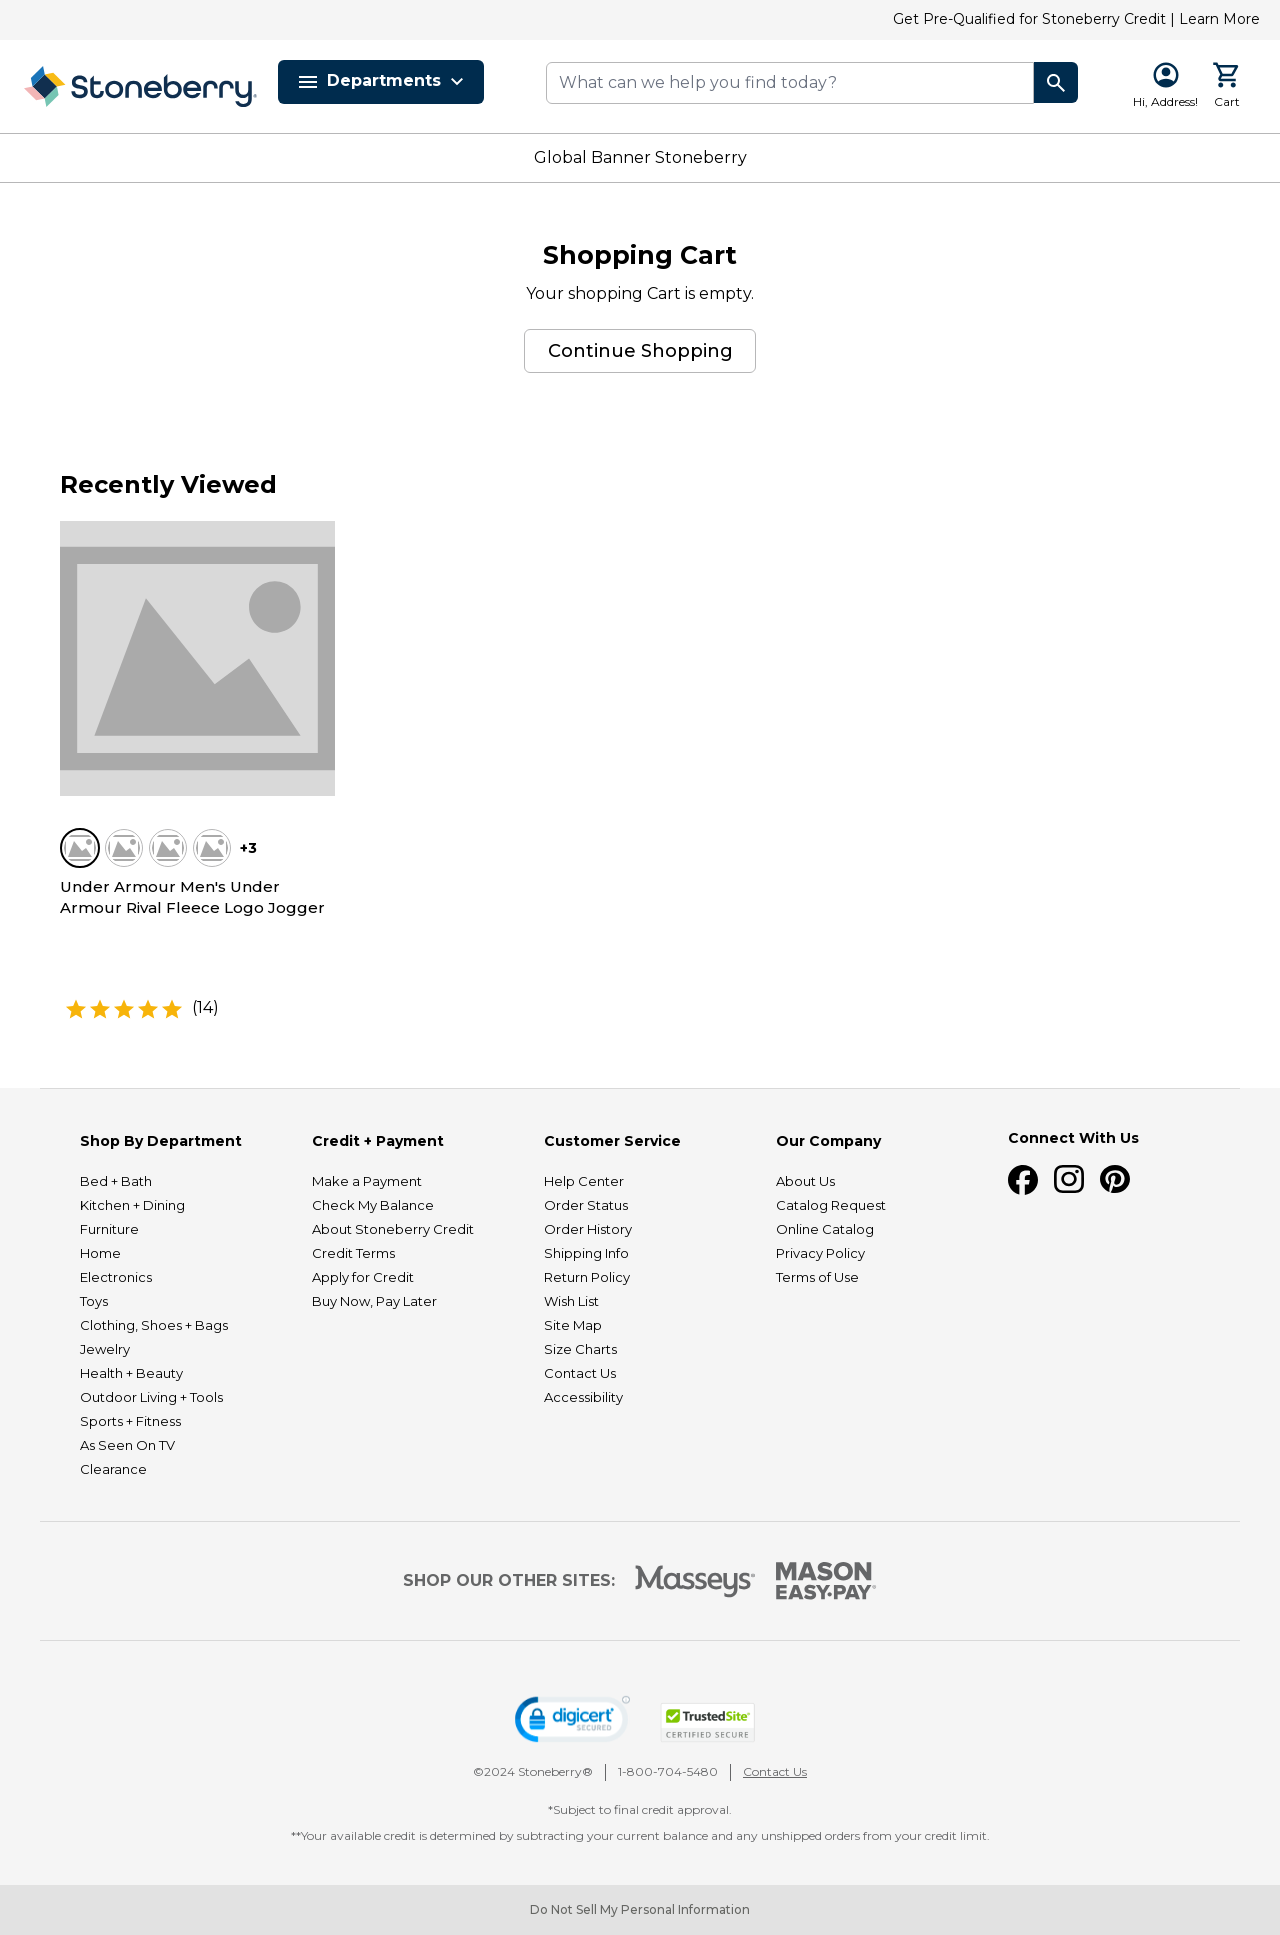 Get Pre-Qualified for Stoneberry Credit | Learn More
Stoneberry
Departments
What can we help you find today?
Hi, Address!
Cart
Global Banner Stoneberry
Shopping Cart
Your shopping Cart is empty.
Continue Shopping
Recently Viewed
+3
Under Armour Men's Under
Armour Rival Fleece Logo Jogger
(14)
Shop By Department
Bed + Bath
Kitchen + Dining
Furniture
Home
Electronics
Toys
Clothing, Shoes + Bags
Jewelry
Health + Beauty
Outdoor Living + Tools
Sports + Fitness
As Seen On TV
Clearance
Credit + Payment
Make a Payment
Check My Balance
About Stoneberry Credit
Credit Terms
Apply for Credit
Buy Now, Pay Later
Customer Service
Help Center
Order Status
Order History
Shipping Info
Return Policy
Wish List
Site Map
Size Charts
Contact Us
Accessibility
Our Company
About Us
Catalog Request
Online Catalog
Privacy Policy
Terms of Use
Connect With Us
SHOP OUR OTHER SITES:
Masseys
MASON
EASY•PAY
digicert
SECURED
TrustedSite
CERTIFIED SECURE
©2024 Stoneberry®
1-800-704-5480
Contact Us
*Subject to final credit approval.
**Your available credit is determined by subtracting your current balance and any unshipped orders from your credit limit.
Do Not Sell My Personal Information